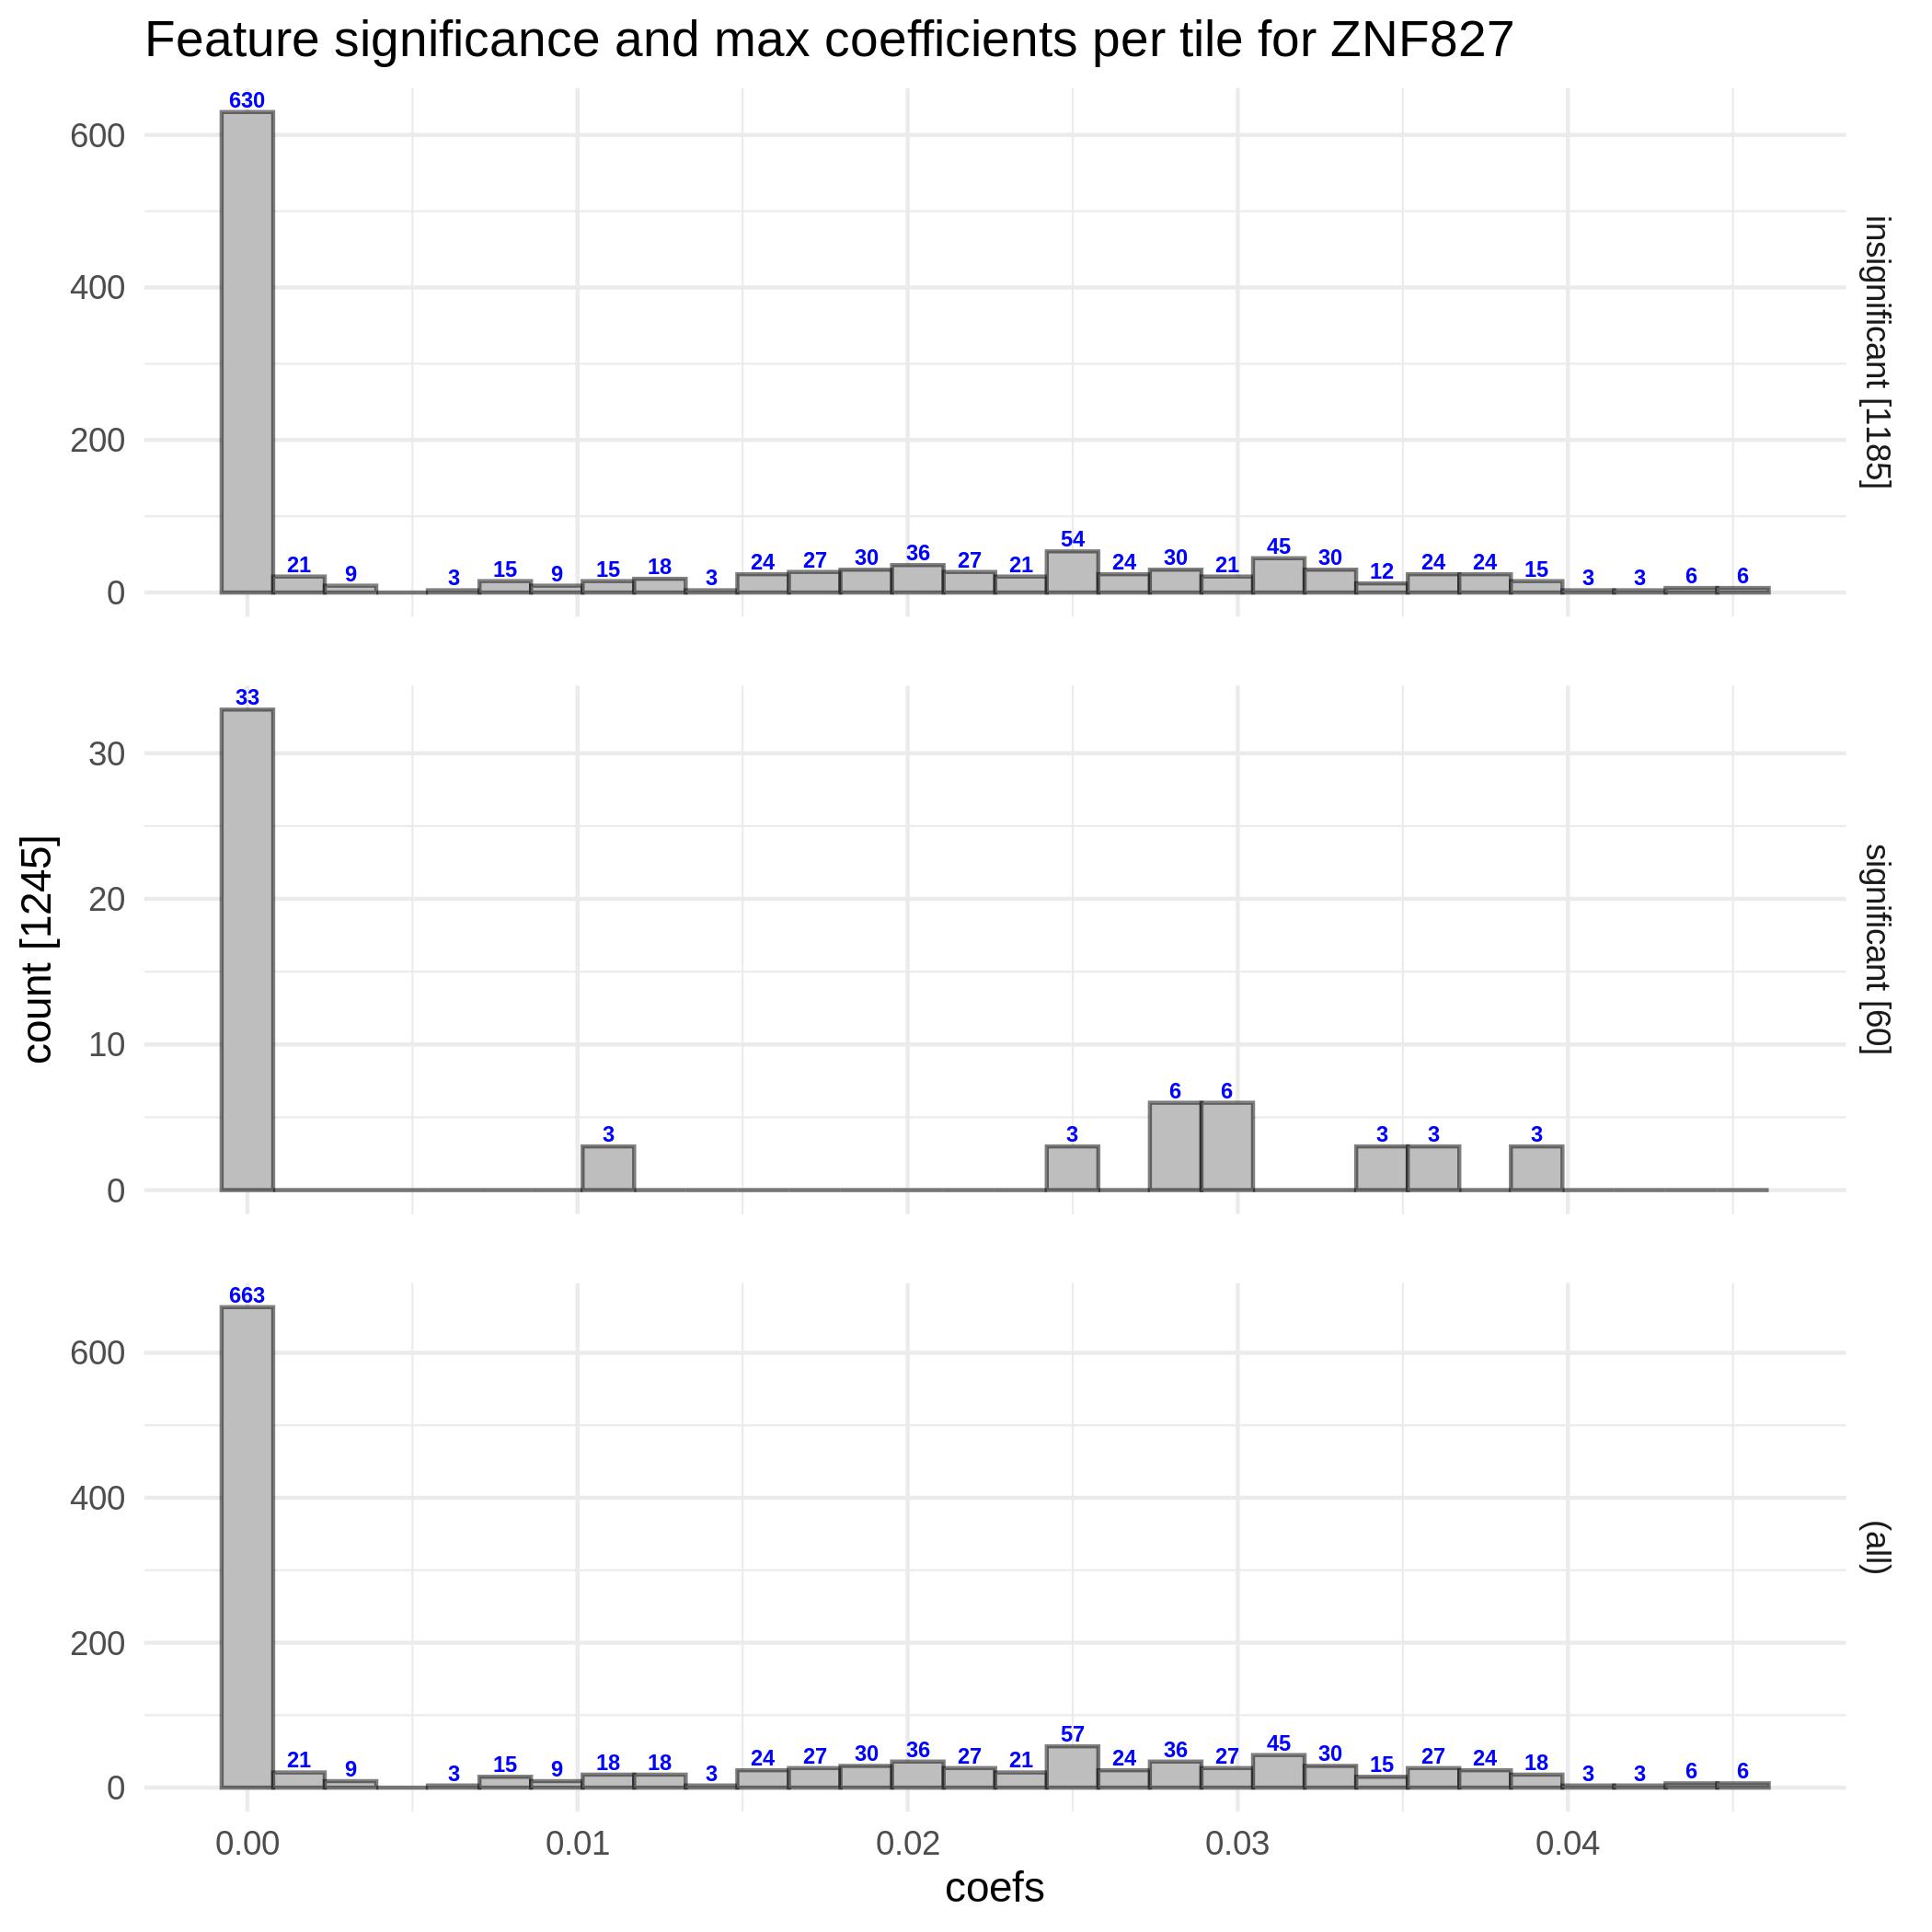 Feature significance and max coefficients per tile for ZNF827
630
600
400
200
0
21 9 3 15 9 15 18 3 24 27 30 36 27 21 54 24 30 21 45 30 12 24 24 15 3 3 6 6
insignificant [1185]
33
30
20
10
0
3 3 6 6 3 3 3
significant [60]
count [1245]
663
600
400
200
0
21 9 3 15 9 18 18 3 24 27 30 36 27 21 57 24 36 27 45 30 15 27 24 18 3 3 6 6
(all)
0.00 0.01 0.02 0.03 0.04
coefs